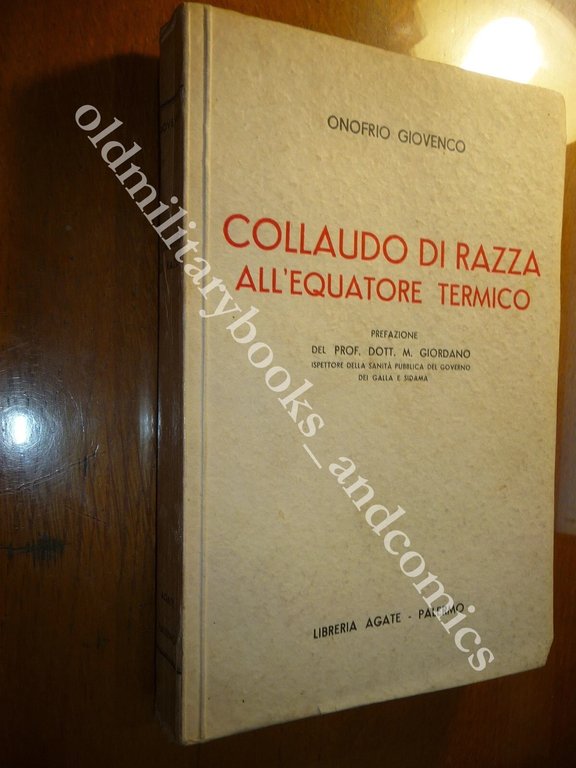 ONOFRIO GIOVENCO
COLLAUDO DI RAZZA
ALL'EQUATORE TERMICO
PREFAZIONE
DEL PROF. DOTT. M. GIORDANO
ISPETTORE DELLA SANITÀ PUBBLICA DEL GOVERNO
DEI GALLA E SIDAMA
LIBRERIA AGATE - PALERMO
oldmilitarybooks_andcomics